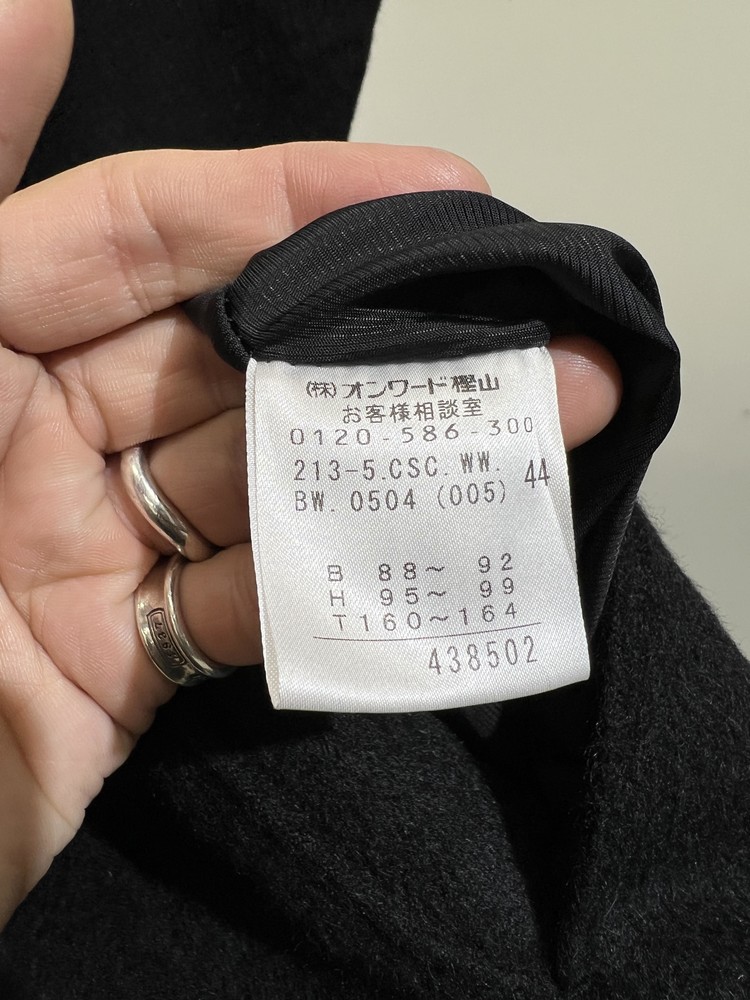 (株)オンワード樫山
お客様相談室
0120-586-300
213-5.CSC.WW. 44
BW.0504 (005)
B 88～ 92
H 95～ 99
T160～164
438502